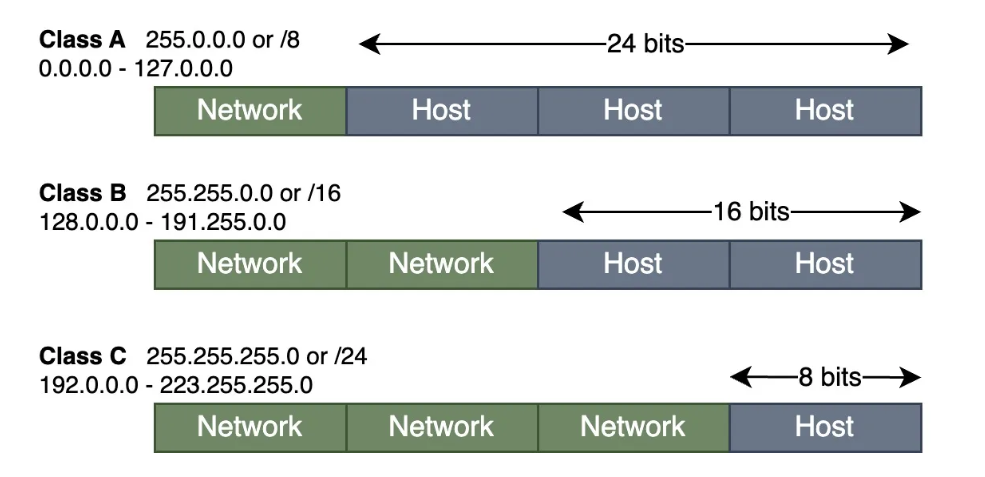 Class A 255.0.0.0 or /8
0.0.0.0 - 127.0.0.0
24 bits
Network Host Host Host
Class B 255.255.0.0 or /16
128.0.0.0 - 191.255.0.0
16 bits
Network Network Host Host
Class C 255.255.255.0 or /24
192.0.0.0 - 223.255.255.0
8 bits
Network Network Network Host